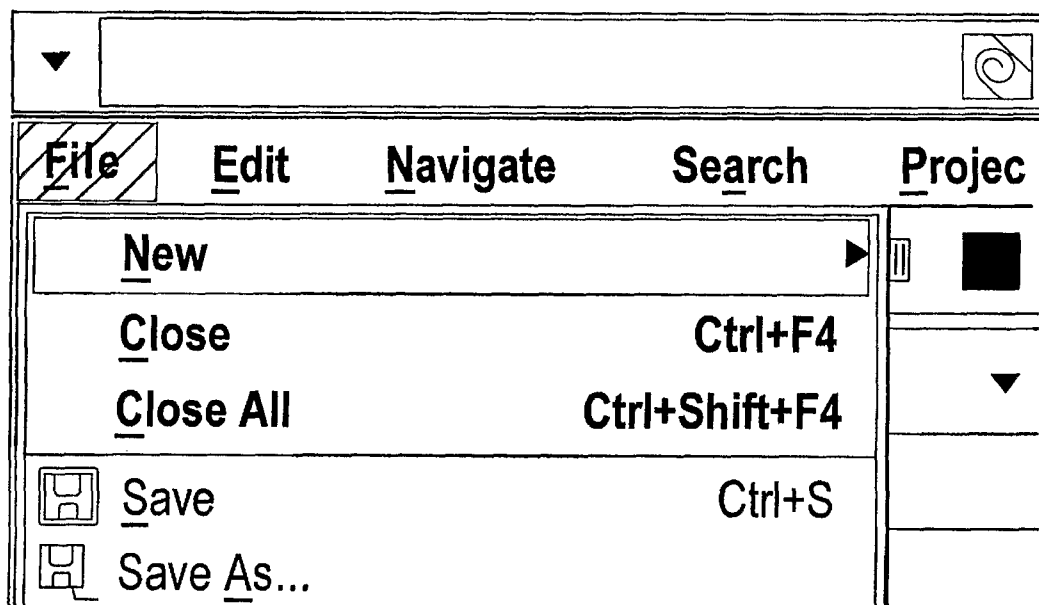 File Edit Navigate Search Projec
New
Close Ctrl+F4
Close All Ctrl+Shift+F4
Save Ctrl+S
Save As...